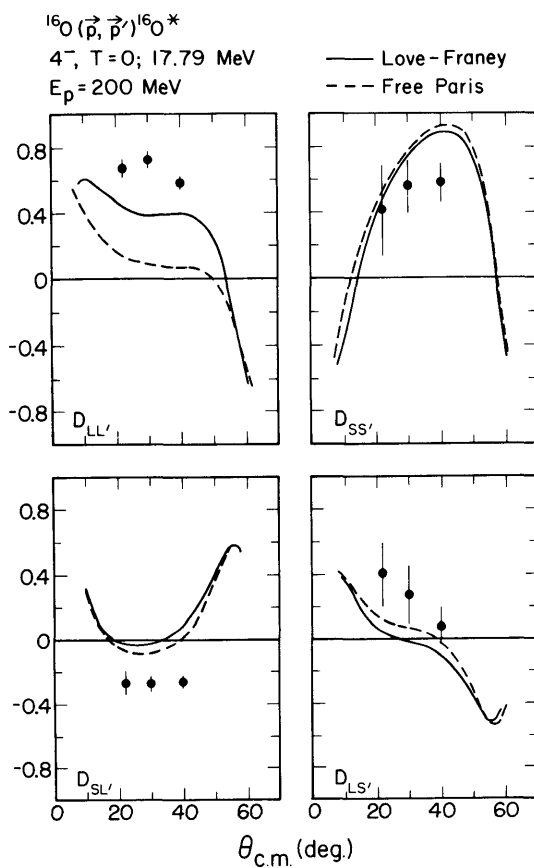 ¹⁶O(p⃗, p⃗′)¹⁶O*
4⁻, T=0; 17.79 MeV
Eₚ=200 MeV
Love-Franey
Free Paris
0.8
0.4
0
-0.4
-0.8
D_LL′
D_SS′
0.8
0.4
0
-0.4
-0.8
D_SL′
D_LS′
0 20 40 60
0 20 40 60
θ_c.m. (deg.)